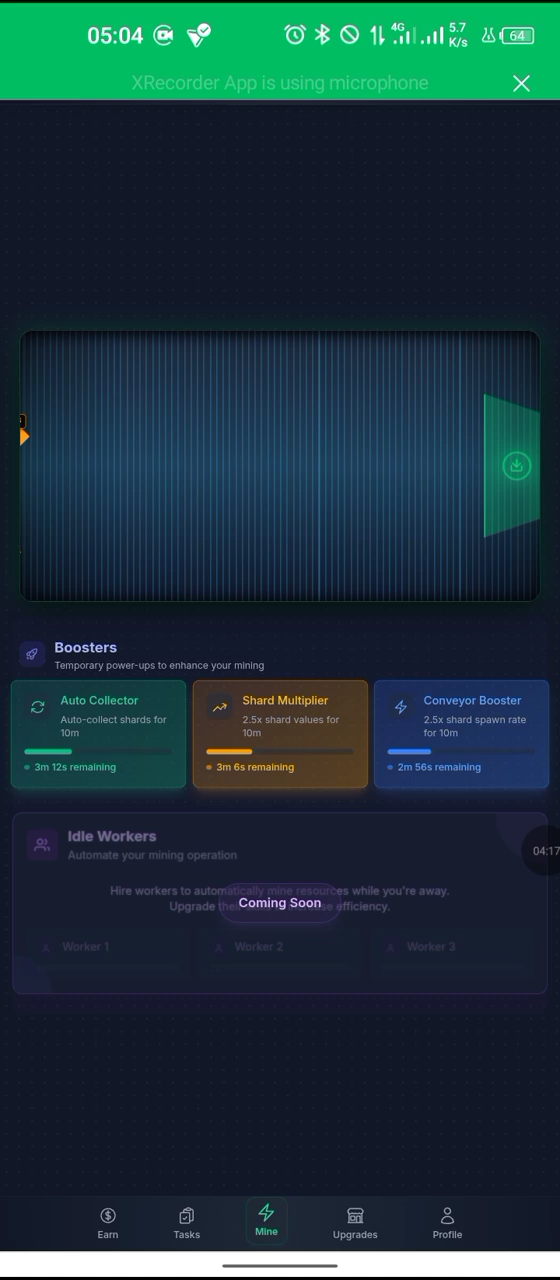 05:04
4G
5.7 K/s
64
XRecorder App is using microphone
Boosters
Temporary power-ups to enhance your mining
Auto Collector
Auto-collect shards for
10m
3m 12s remaining
Shard Multiplier
2.5x shard values for
10m
3m 6s remaining
Conveyor Booster
2.5x shard spawn rate
for 10m
2m 56s remaining
Idle Workers
Automate your mining operation
04:17
Hire workers to automatically mine resources while you're away.
Upgrade their efficiency.
Coming Soon
Worker 1
Worker 2
Worker 3
Earn
Tasks
Mine
Upgrades
Profile